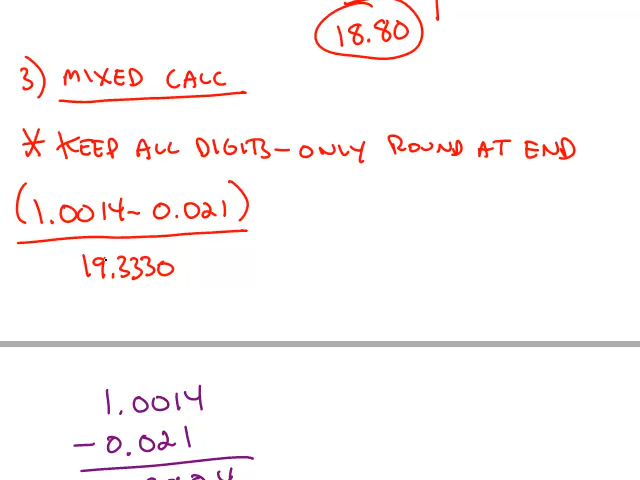 18.80
3) MIXED CALC
* KEEP ALL DIGITS - ONLY ROUND AT END
(1.0014 - 0.021)
19.3330
1.0014
- 0.021